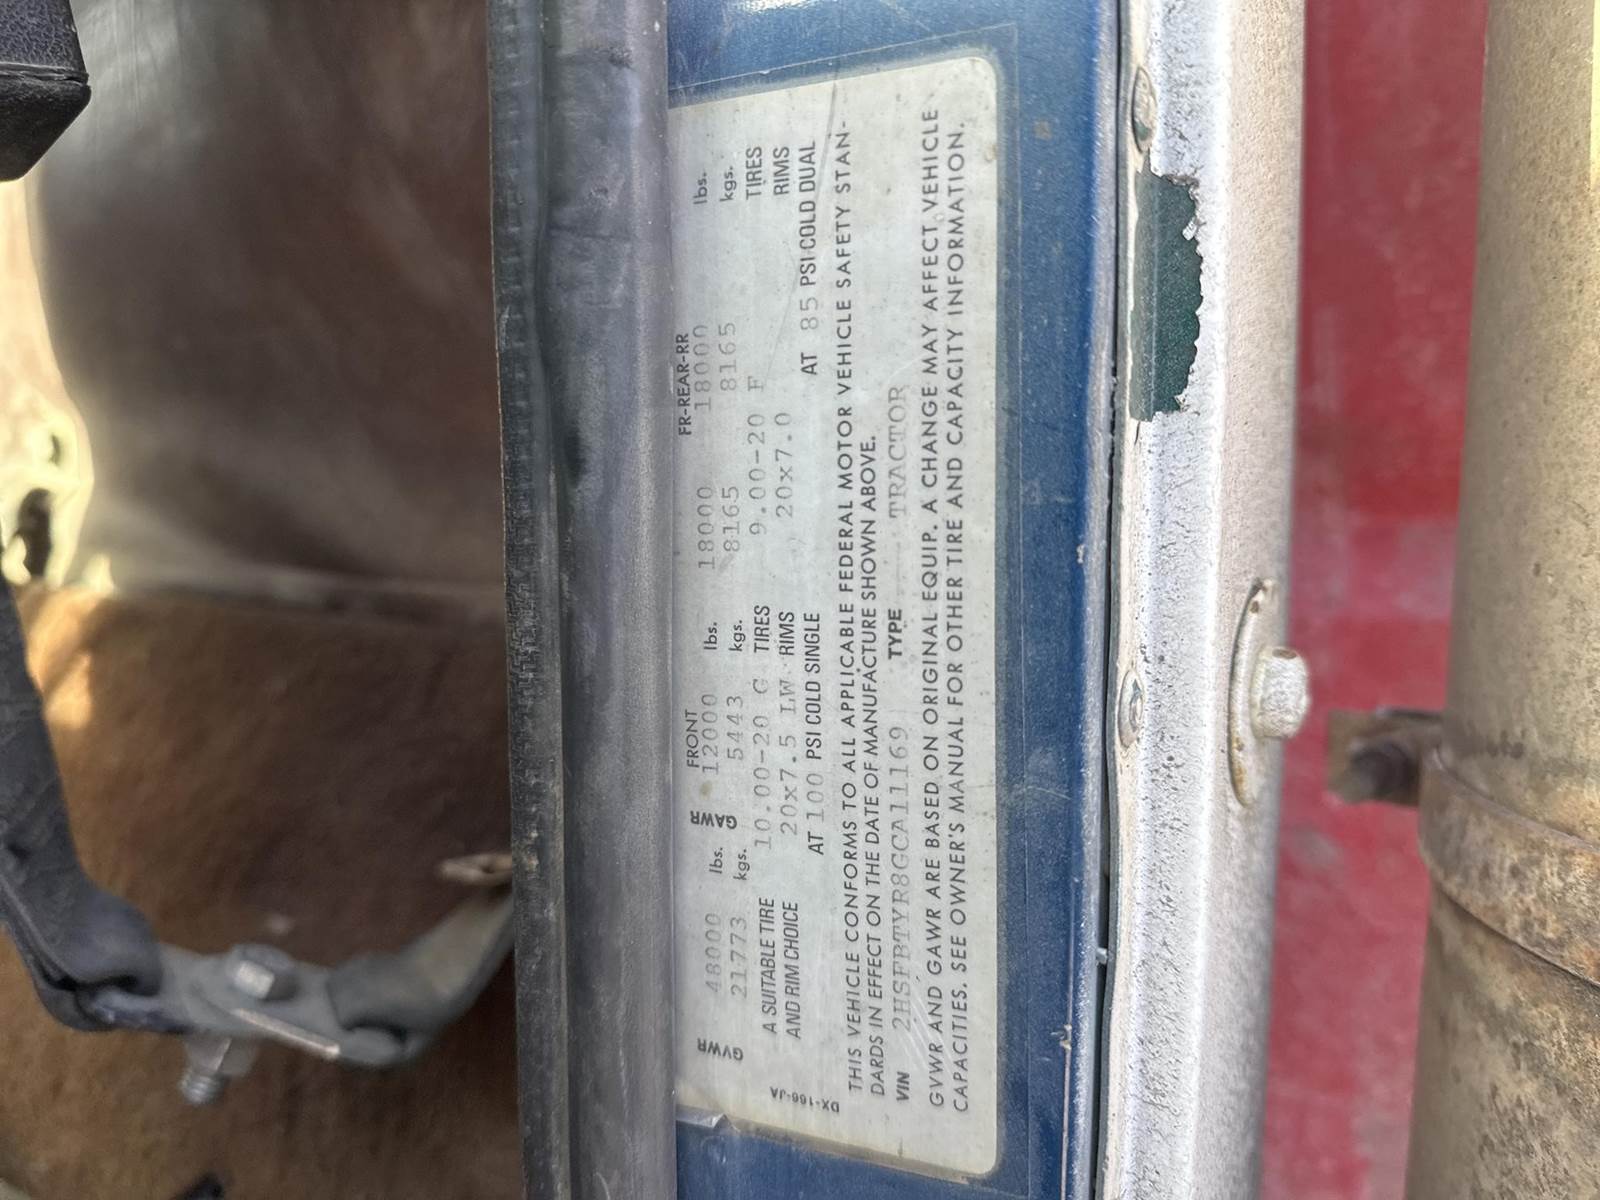 FRONT FR-REAR-RR
GVWR 48000 lbs. GAWR 12000 lbs. 18000 18000 lbs.
21773 kgs. 5443 kgs. 8165 8165 kgs.
A SUITABLE TIRE 10.00-20 G TIRES 9.00-20 F TIRES
AND RIM CHOICE 20x7.5 LW RIMS 20x7.0 RIMS
DX-166-JA AT 100 PSI COLD SINGLE AT 85 PSI COLD DUAL
THIS VEHICLE CONFORMS TO ALL APPLICABLE FEDERAL MOTOR VEHICLE SAFETY STAN-
DARDS IN EFFECT ON THE DATE OF MANUFACTURE SHOWN ABOVE.
VIN 2HSFBTYR8GCA11169 TYPE TRACTOR
GVWR AND GAWR ARE BASED ON ORIGINAL EQUIP. A CHANGE MAY AFFECT VEHICLE
CAPACITIES. SEE OWNER'S MANUAL FOR OTHER TIRE AND CAPACITY INFORMATION.